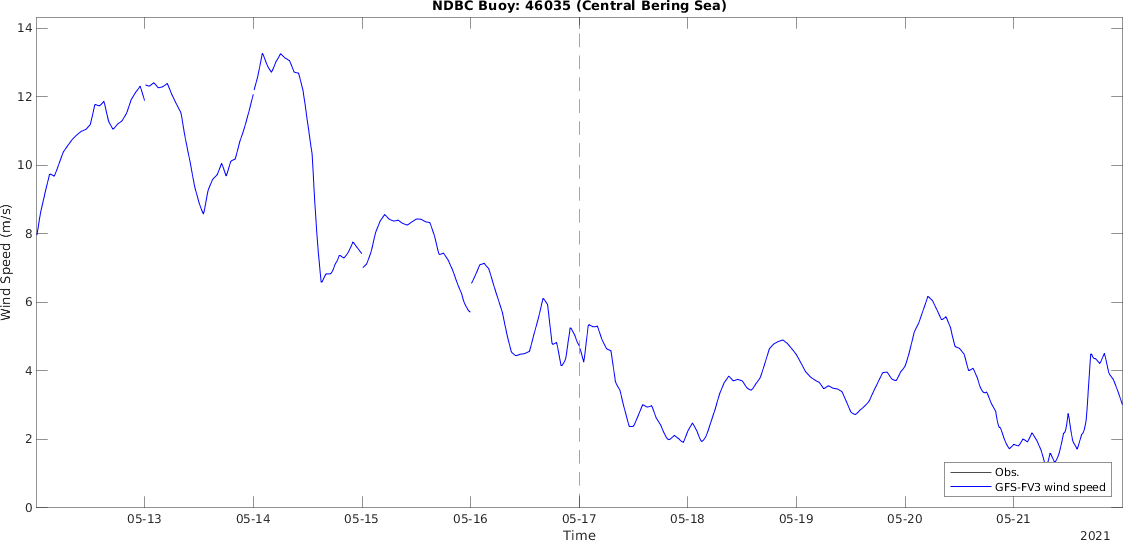 NDBC Buoy: 46035 (Central Bering Sea)
14
12
10
8
6
4
2
0
Wind Speed (m/s)
05-13 05-14 05-15 05-16 05-17 05-18 05-19 05-20 05-21
Time
2021
Obs.
GFS-FV3 wind speed